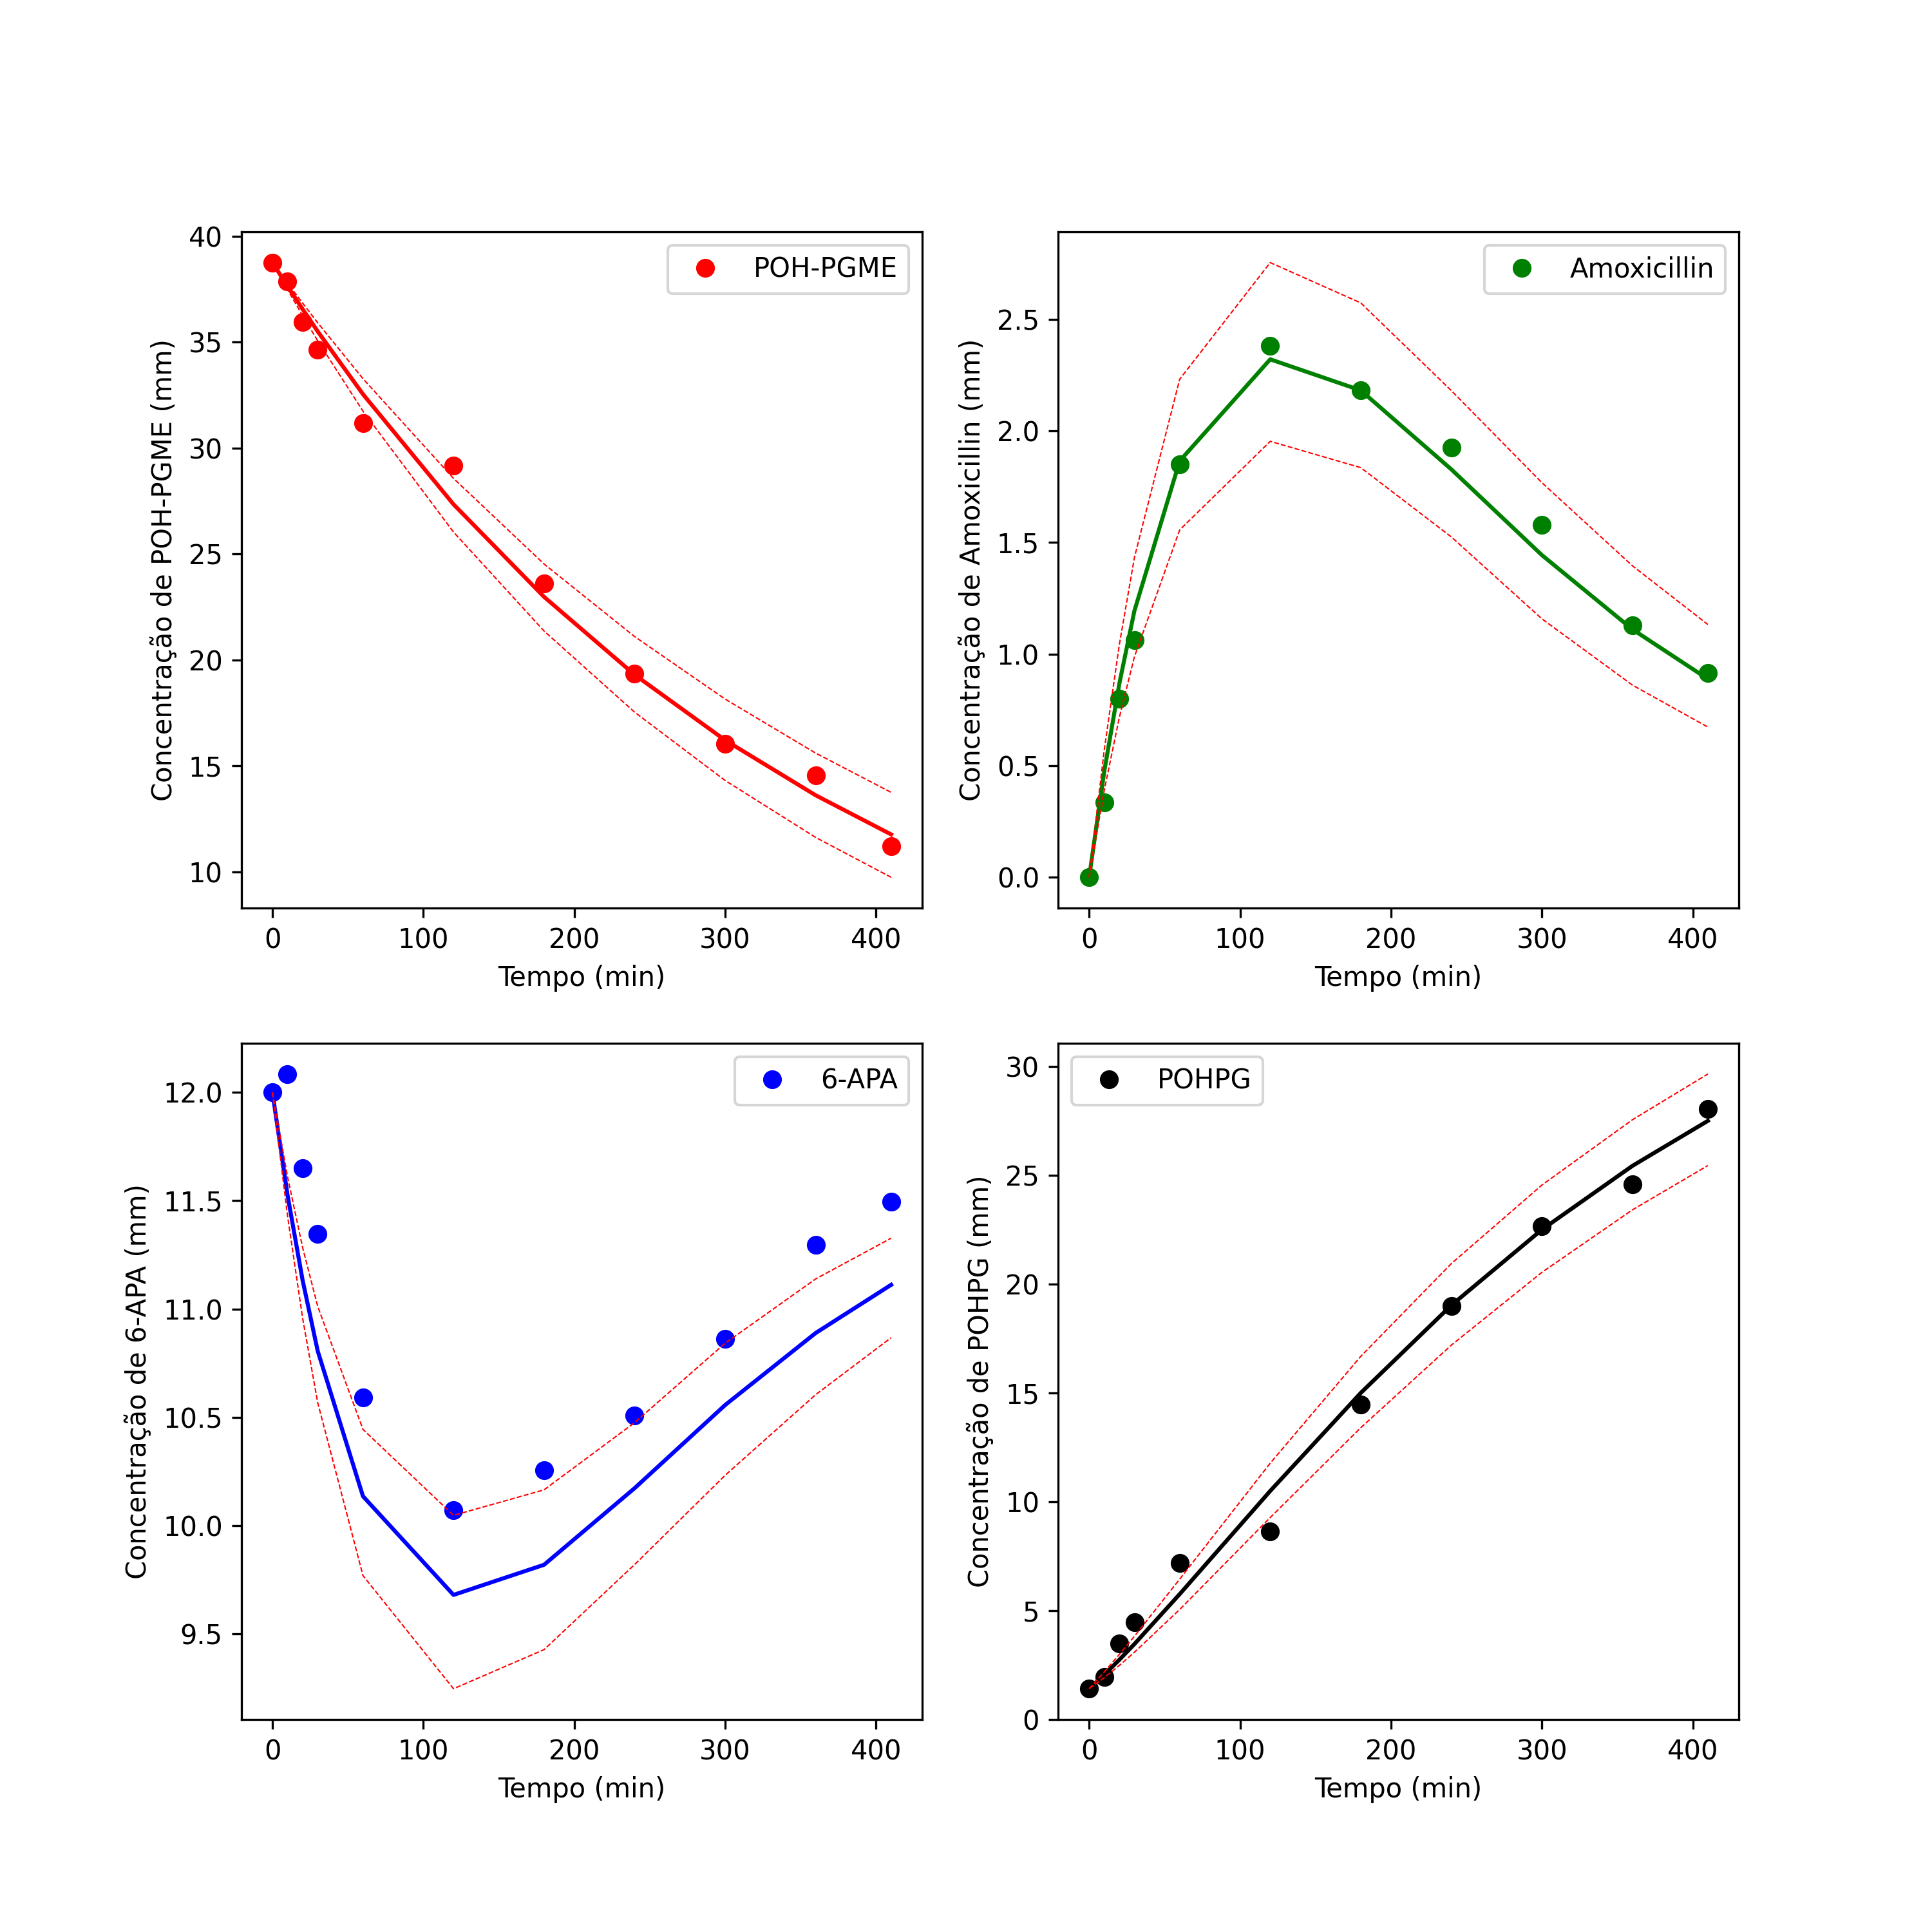 POH-PGME
40
35
30
25
20
15
10
Concentração de POH-PGME (mm)
0 100 200 300 400
Tempo (min)
Amoxicillin
2.5
2.0
1.5
1.0
0.5
0.0
Concentração de Amoxicillin (mm)
0 100 200 300 400
Tempo (min)
6-APA
12.0
11.5
11.0
10.5
10.0
9.5
Concentração de 6-APA (mm)
0 100 200 300 400
Tempo (min)
POHPG
30
25
20
15
10
5
0
Concentração de POHPG (mm)
0 100 200 300 400
Tempo (min)